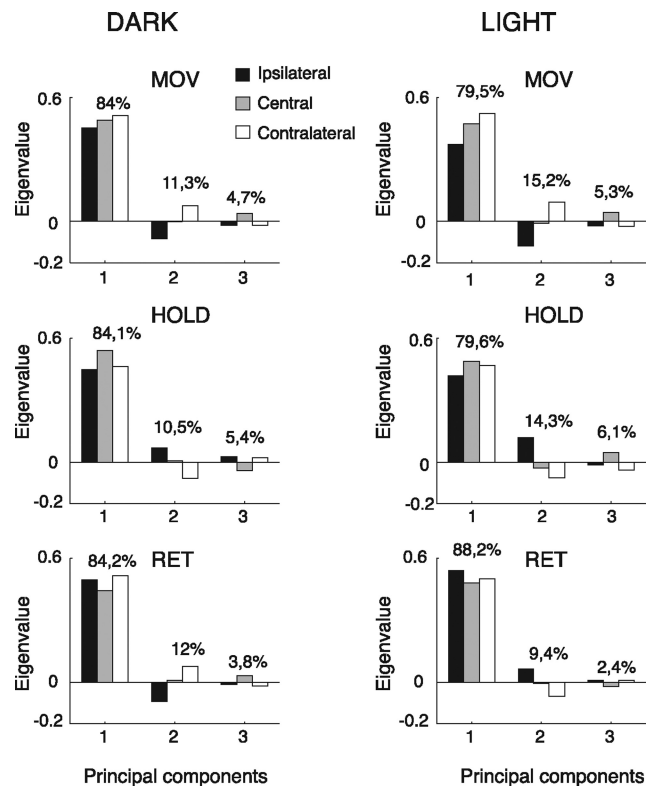 DARK LIGHT
MOV MOV
Ipsilateral
Central
Contralateral
0.6 84% 0.6 79,5%
Eigenvalue 11,3% 4,7% Eigenvalue 15,2% 5,3%
0 0
-0.2 -0.2
1 2 3 1 2 3
HOLD HOLD
0.6 84,1% 0.6 79,6%
Eigenvalue 10,5% 5,4% Eigenvalue 14,3% 6,1%
0 0
-0.2 -0.2
1 2 3 1 2 3
RET RET
0.6 84,2% 0.6 88,2%
Eigenvalue 12% 3,8% Eigenvalue 9,4% 2,4%
0 0
-0.2 -0.2
1 2 3 1 2 3
Principal components Principal components